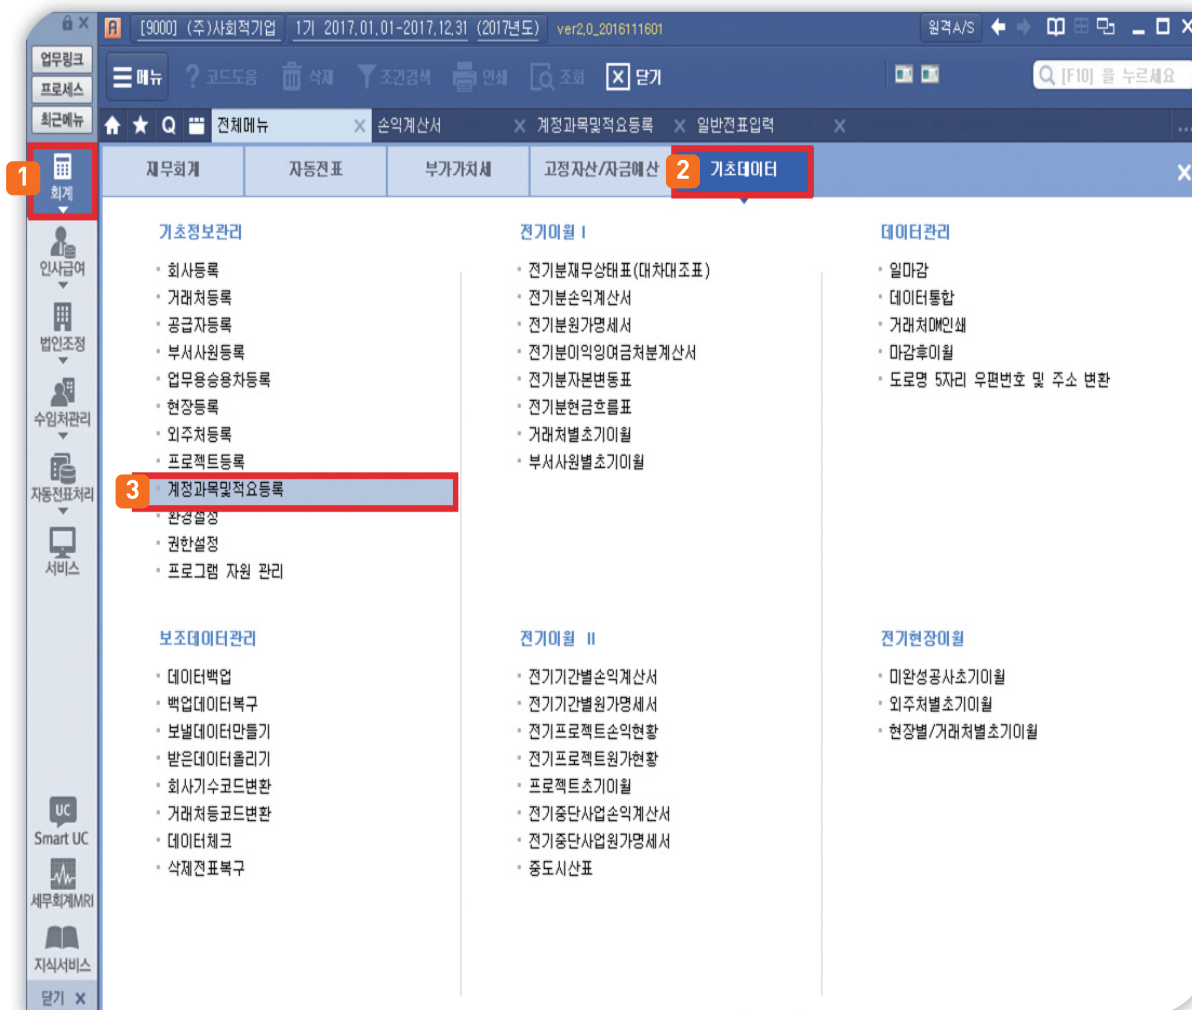 [9000] (주)사회적기업 1기 2017.01.01-2017.12.31 (2017년도) ver2.0_2016111601 원격A/S
업무링크
프로세스
최근메뉴
메뉴 ? 코드도움 삭제 조건검색 인쇄 조회 닫기 [F10] 을 누르세요
전체메뉴 손익계산서 계정과목및적요등록 일반전표입력
1
회계
인사급여
법인조정
수임처관리
자동전표처리
서비스
UC
Smart UC
세무회계MRI
지식서비스
닫기
재무회계 자동전표 부가가치세 고정자산/자금예산 2 기초데이터
기초정보관리
회사등록
거래처등록
공급자등록
부서사원등록
업무용승용차등록
현장등록
외주처등록
프로젝트등록
3 계정과목및적요등록
환경설정
권한설정
프로그램 자원 관리
전기이월 I
전기분재무상태표(대차대조표)
전기분손익계산서
전기분원가명세서
전기분이익잉여금처분계산서
전기분자본변동표
전기분현금흐름표
거래처별초기이월
부서사원별초기이월
데이터관리
일마감
데이터통합
거래처DM인쇄
마감후이월
도로명 5자리 우편번호 및 주소 변환
보조데이터관리
데이터백업
백업데이터복구
보낼데이터만들기
받은데이터올리기
회사기수코드변환
거래처등코드변환
데이터체크
삭제전표복구
전기이월 II
전기기간별손익계산서
전기기간별원가명세서
전기프로젝트손익현황
전기프로젝트원가현황
프로젝트초기이월
전기중단사업손익계산서
전기중단사업원가명세서
중도시산표
전기현장이월
미완성공사초기이월
외주처별초기이월
현장별/거래처별초기이월